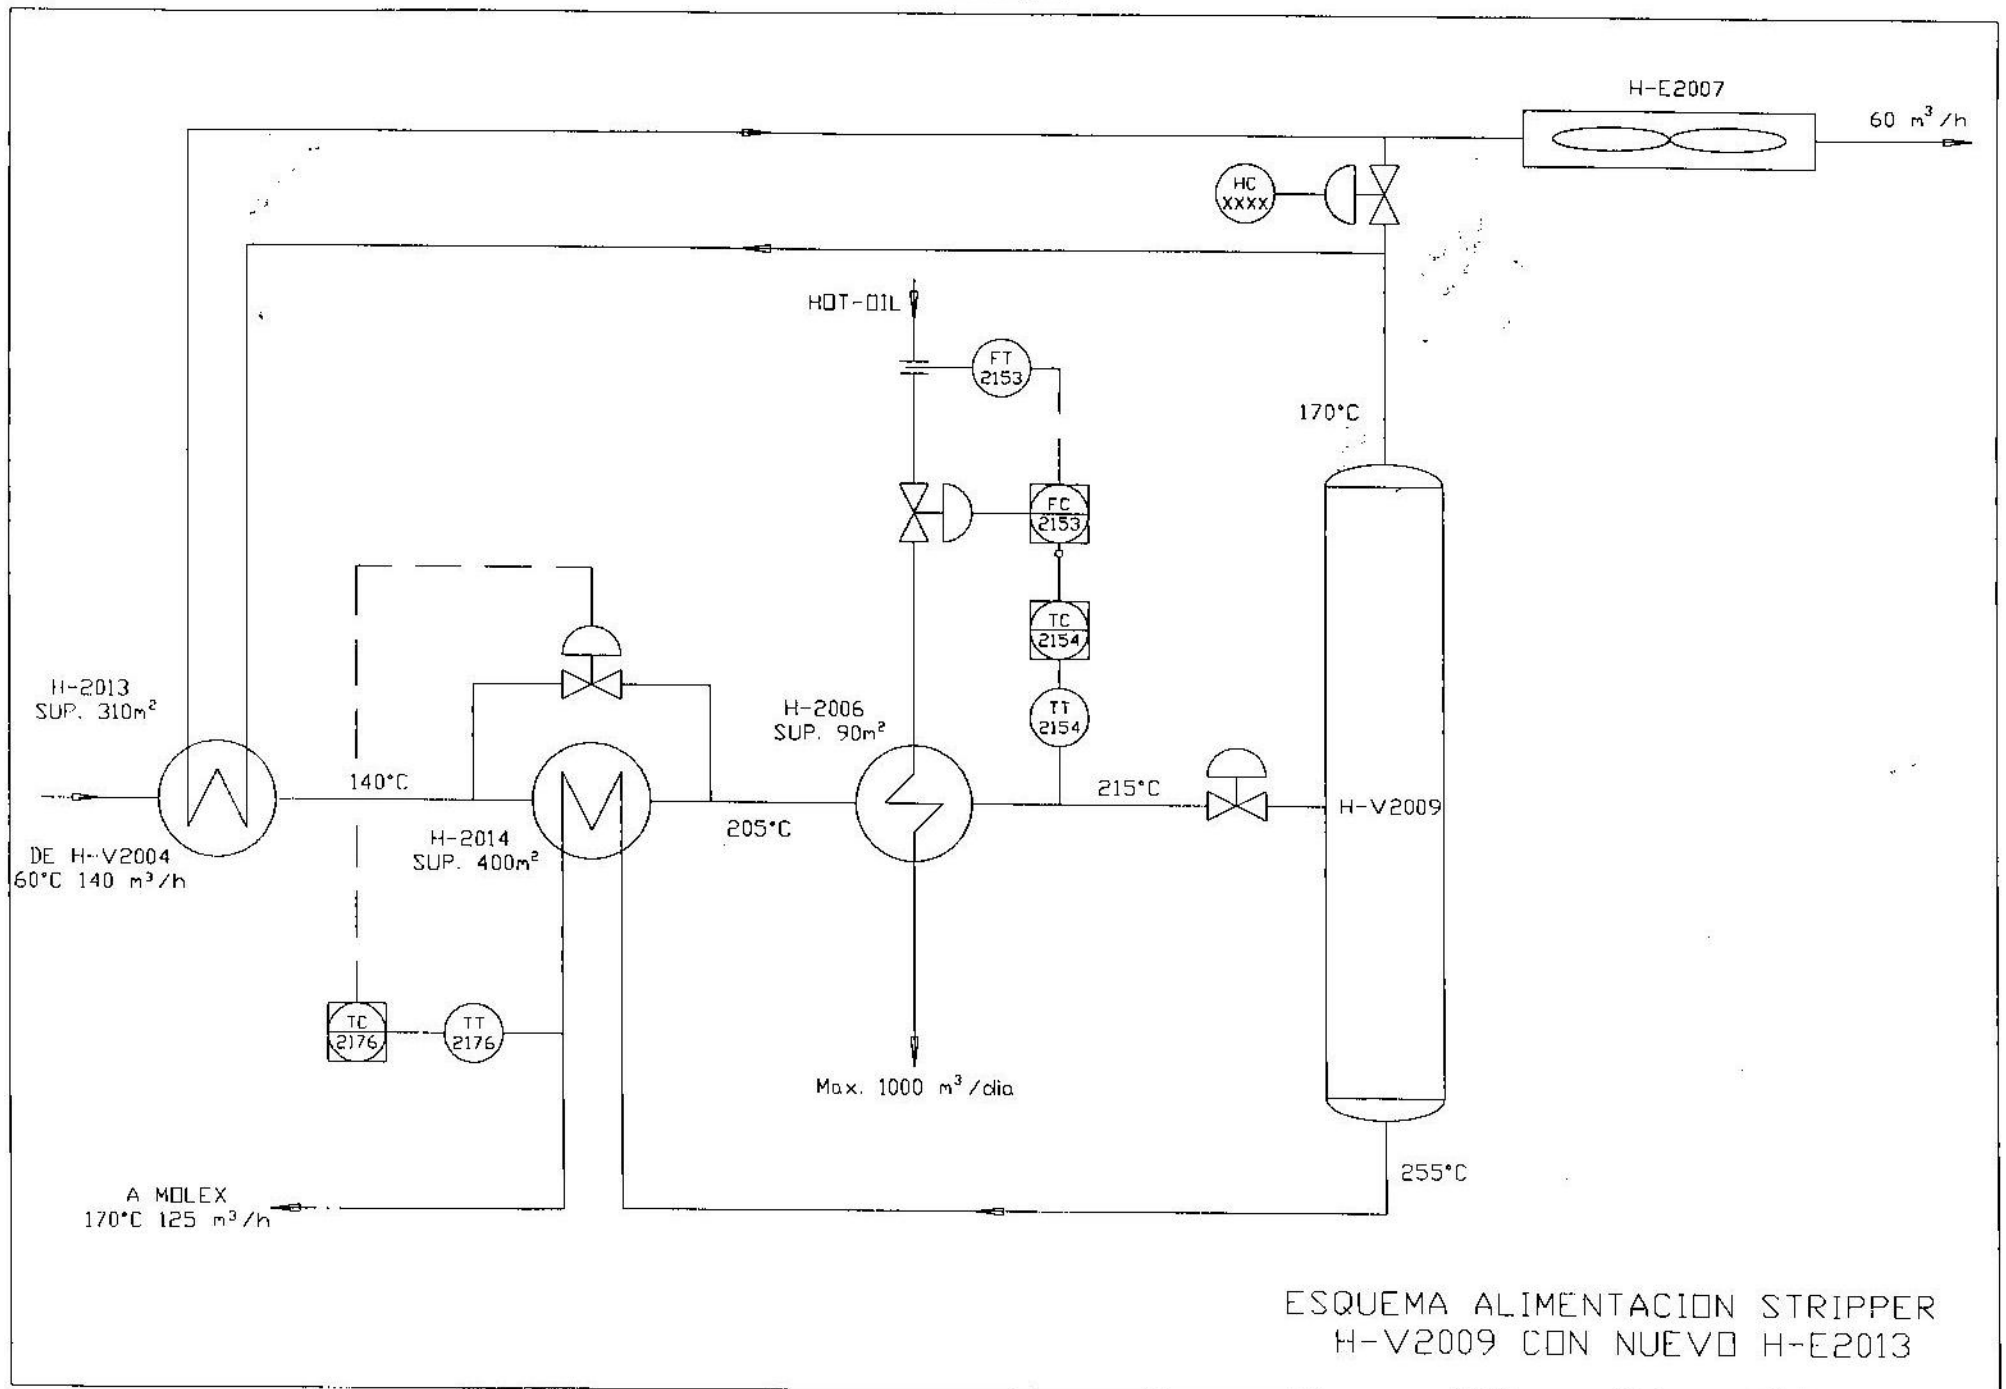 H-E2007
60 m³/h
HC
XXXX
HOT-OIL
FT
2153
170°C
FC
2153
TC
2154
H-2013
SUP. 310m²
H-2006
SUP. 90m²
TT
2154
140°C
215°C
H-V2009
205°C
H-2014
SUP. 400m²
DE H-V2004
60°C 140 m³/h
TC
2176
TT
2176
Max. 1000 m³/dia
255°C
A MOLEX
170°C 125 m³/h
ESQUEMA ALIMENTACION STRIPPER
H-V2009 CON NUEVO H-E2013